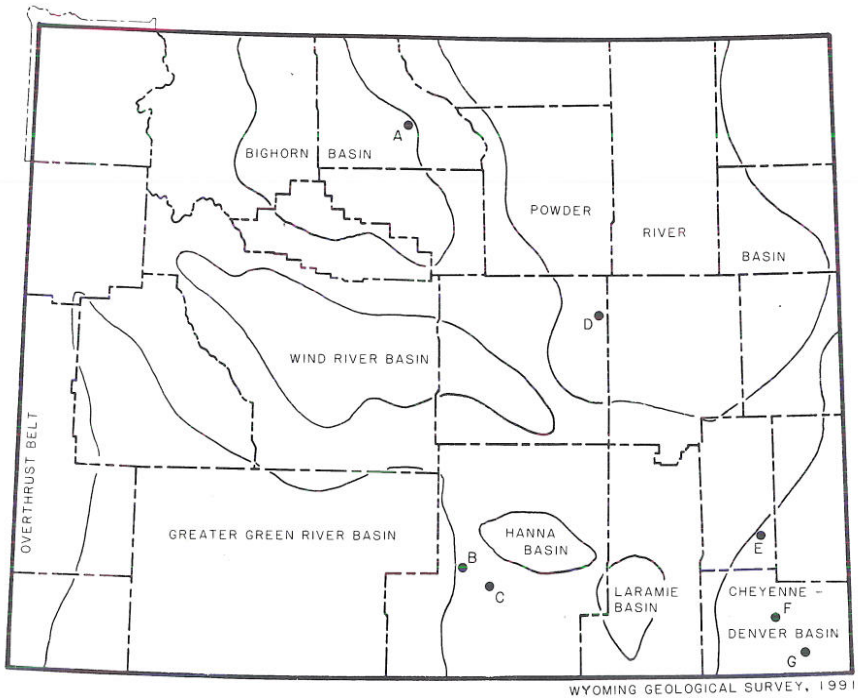 A
BIGHORN BASIN
POWDER
RIVER
BASIN
D
WIND RIVER BASIN
OVERTHRUST BELT
GREATER GREEN RIVER BASIN
HANNA
BASIN
E
B
C
LARAMIE
BASIN
CHEYENNE -
F
DENVER BASIN
G
WYOMING GEOLOGICAL SURVEY, 1991